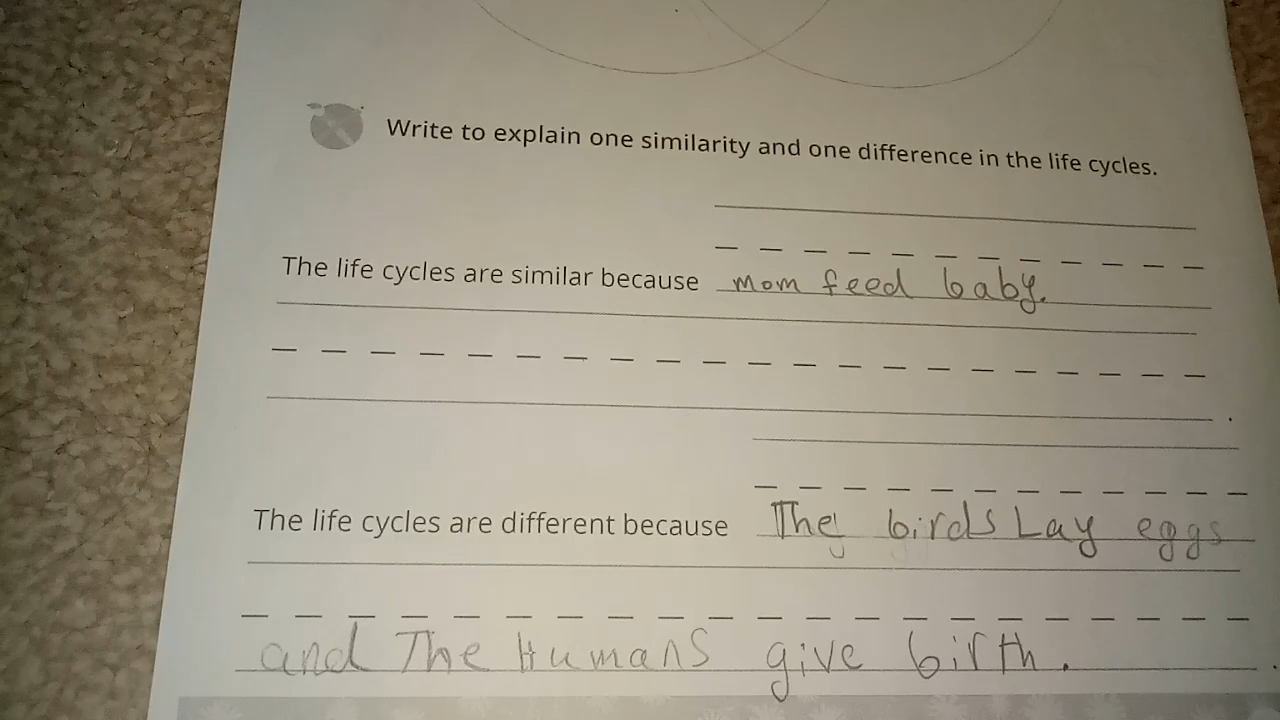 Write to explain one similarity and one difference in the life cycles.
The life cycles are similar because mom feed baby.
.
The life cycles are different because The birds Lay eggs
and The Humans give birth. .